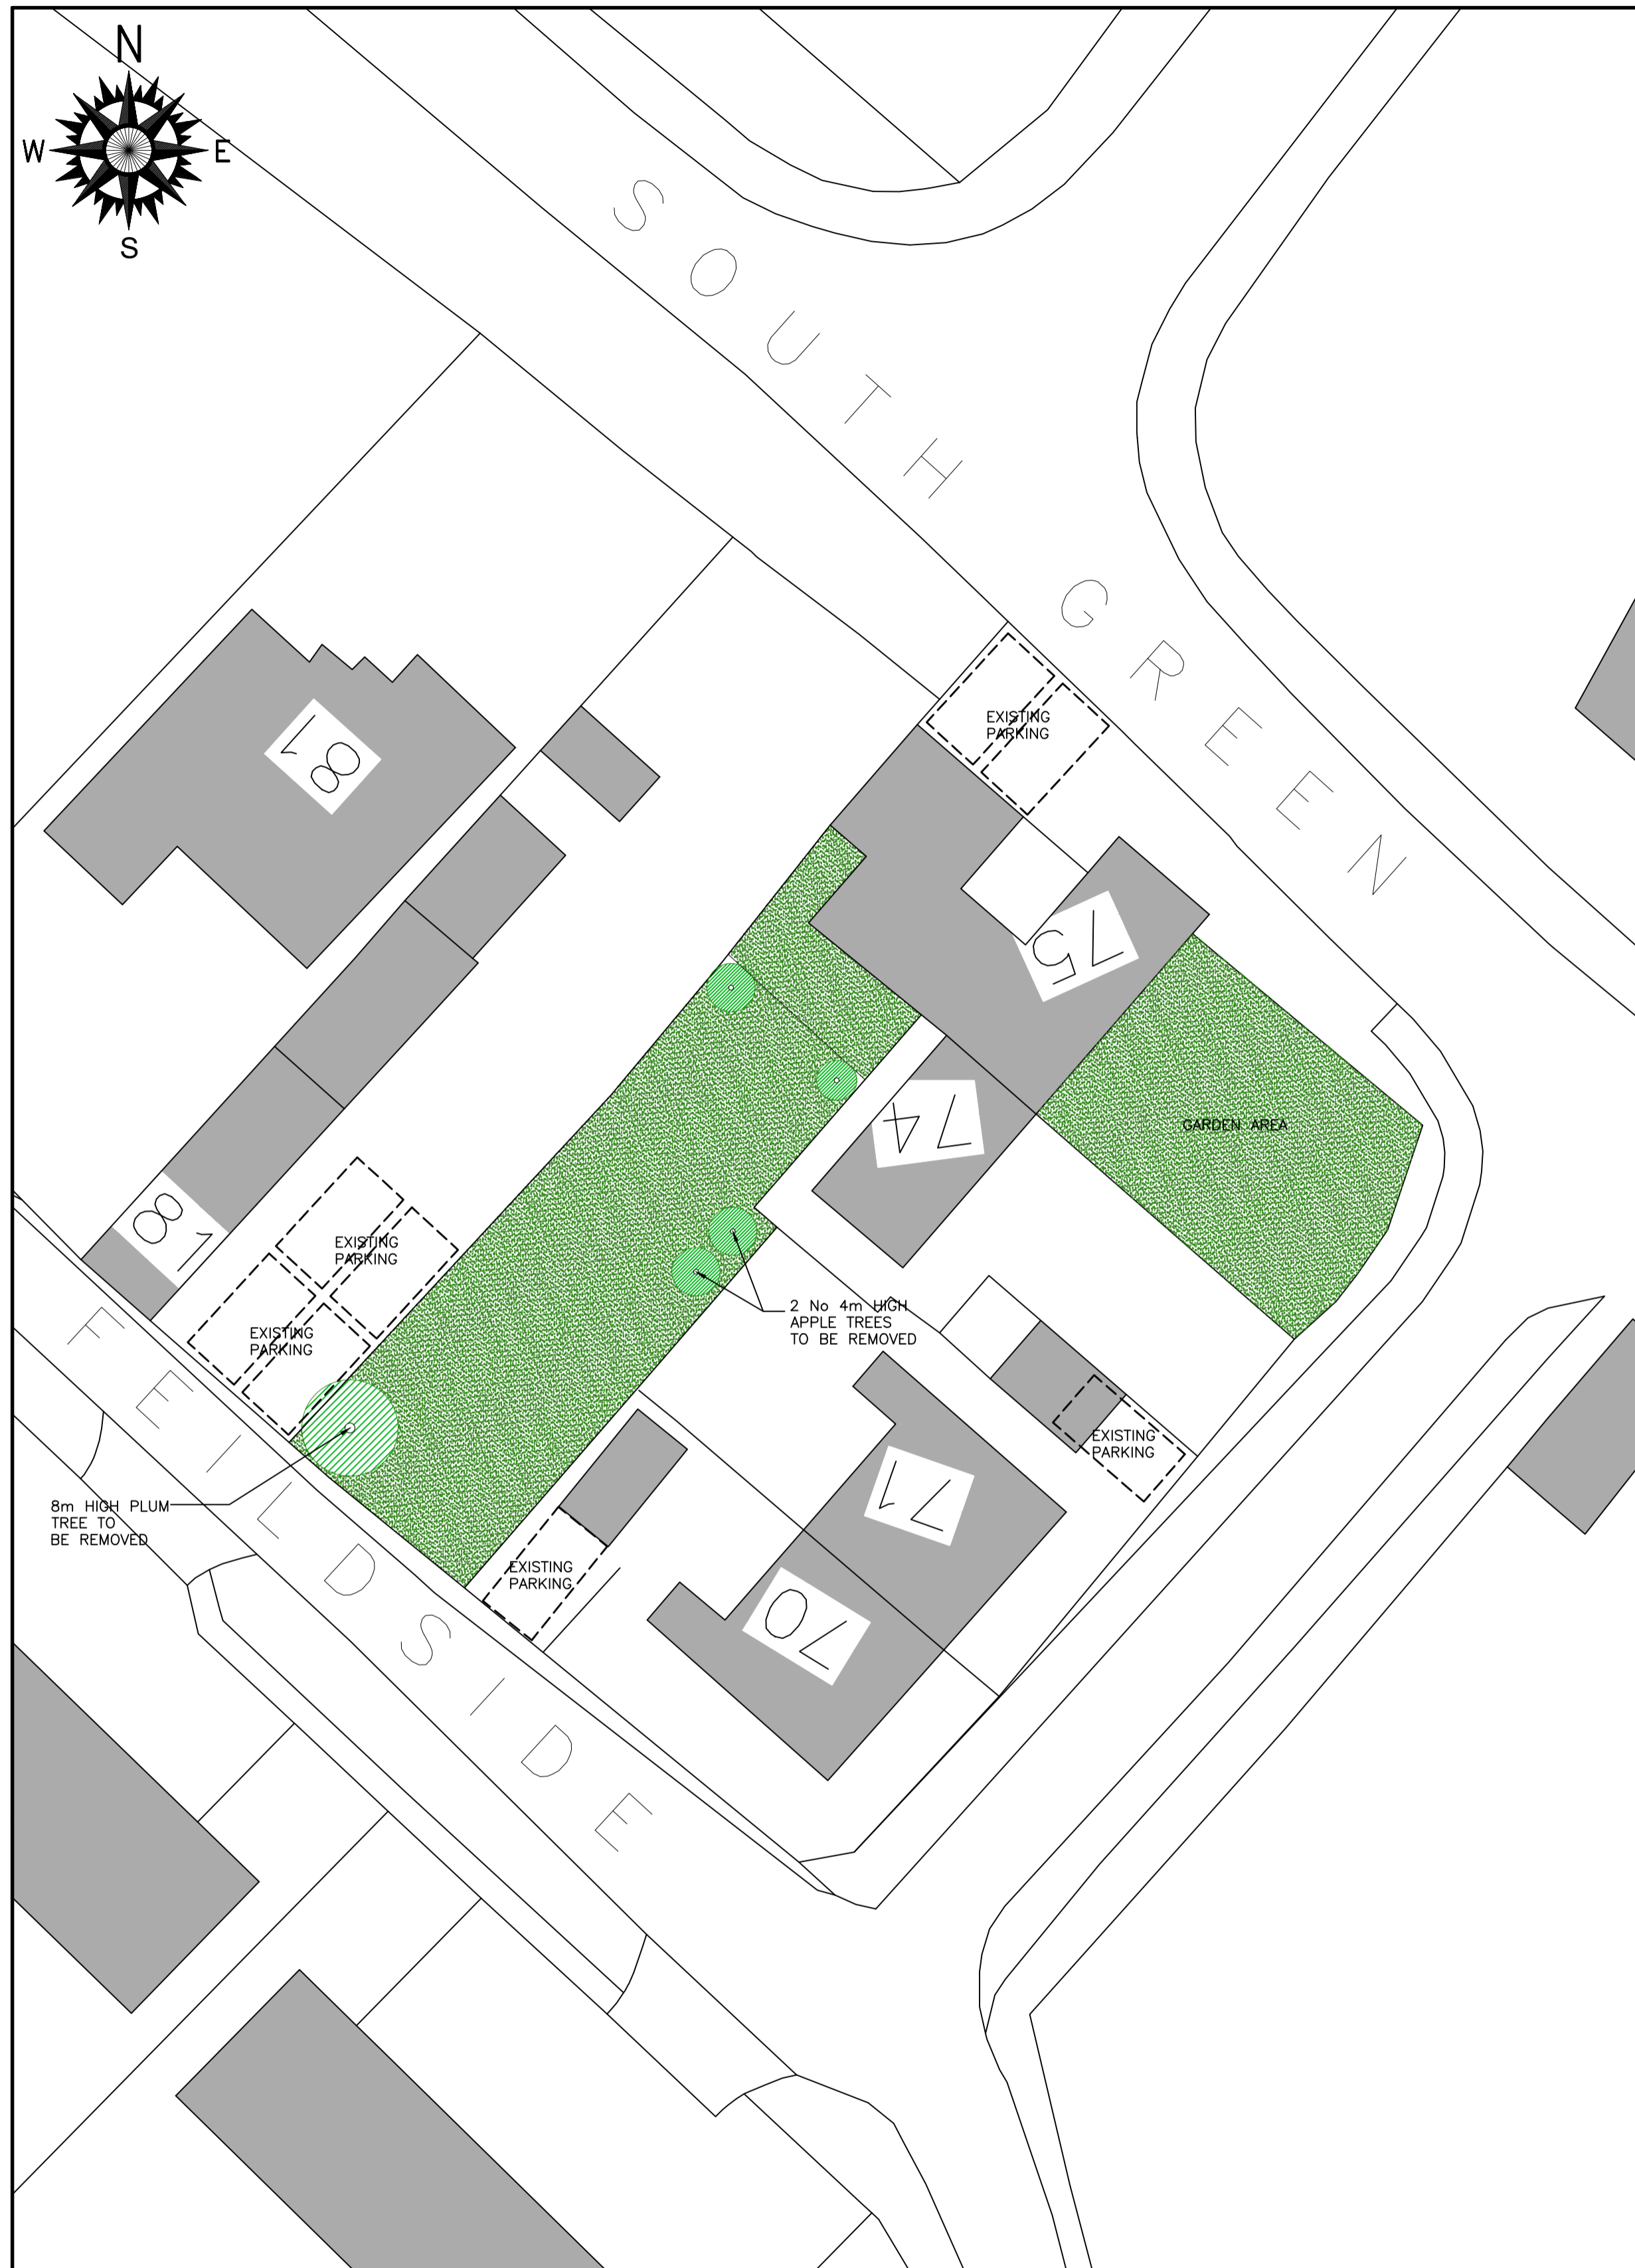 N
W E
S
SOUTH GREEN
EXISTING
PARKING
81
75
74
GARDEN AREA
81
EXISTING
PARKING
EXISTING
PARKING
2 No 4m HIGH
APPLE TREES
TO BE REMOVED
EXISTING
PARKING
8m HIGH PLUM
TREE TO
BE REMOVED
71
EXISTING
PARKING
70
FEILDSIDE